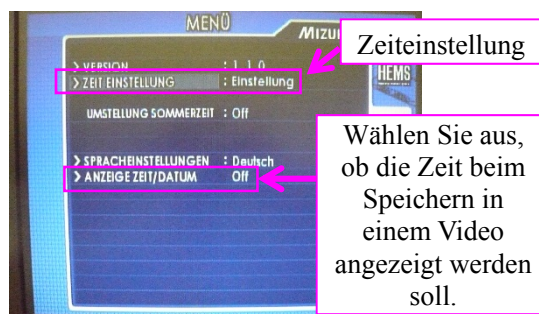 MENÜ
MIZU
Zeiteinstellung
> VERSION : 1.1.0
HEMS
> ZEIT EINSTELLUNG : Einstellung
UMSTELLUNG SOMMERZEIT : Off
Wählen Sie aus,
ob die Zeit beim
Speichern in
einem Video
angezeigt werden
soll.
> SPRACHEINSTELLUNGEN : Deutsch
> ANZEIGE ZEIT/DATUM Off